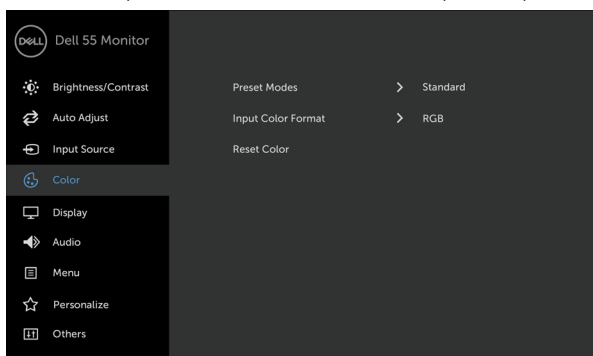 DELL
Dell 55 Monitor
Brightness/Contrast
Auto Adjust
Input Source
Color
Display
Audio
Menu
Personalize
Others
Preset Modes > Standard
Input Color Format > RGB
Reset Color